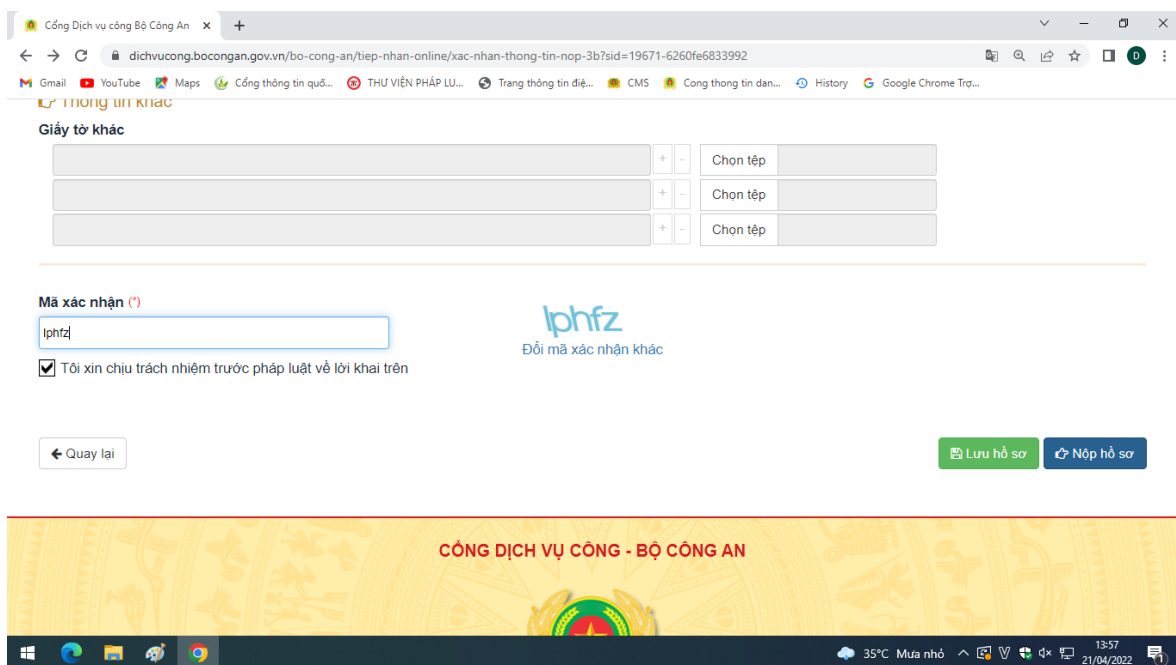 Cổng Dịch vụ công Bộ Công An
dichvucong.bocongan.gov.vn/bo-cong-an/tiep-nhan-online/xac-nhan-thong-tin-nop-3b?sid=19671-6260fe6833992
D
Gmail YouTube Maps Cổng thông tin quố... THƯ VIỆN PHÁP LU... Trang thông tin điệ... CMS Cong thong tin dan... History Google Chrome Trợ...
Thông tin khác
Giấy tờ khác
+ - Chọn tệp
+ - Chọn tệp
+ - Chọn tệp
Mã xác nhận (*)
lphfz
lphfz
Đổi mã xác nhận khác
Tôi xin chịu trách nhiệm trước pháp luật về lời khai trên
Quay lại
Lưu hồ sơ
Nộp hồ sơ
CỔNG DỊCH VỤ CÔNG - BỘ CÔNG AN
35°C Mưa nhỏ
13:57
21/04/2022